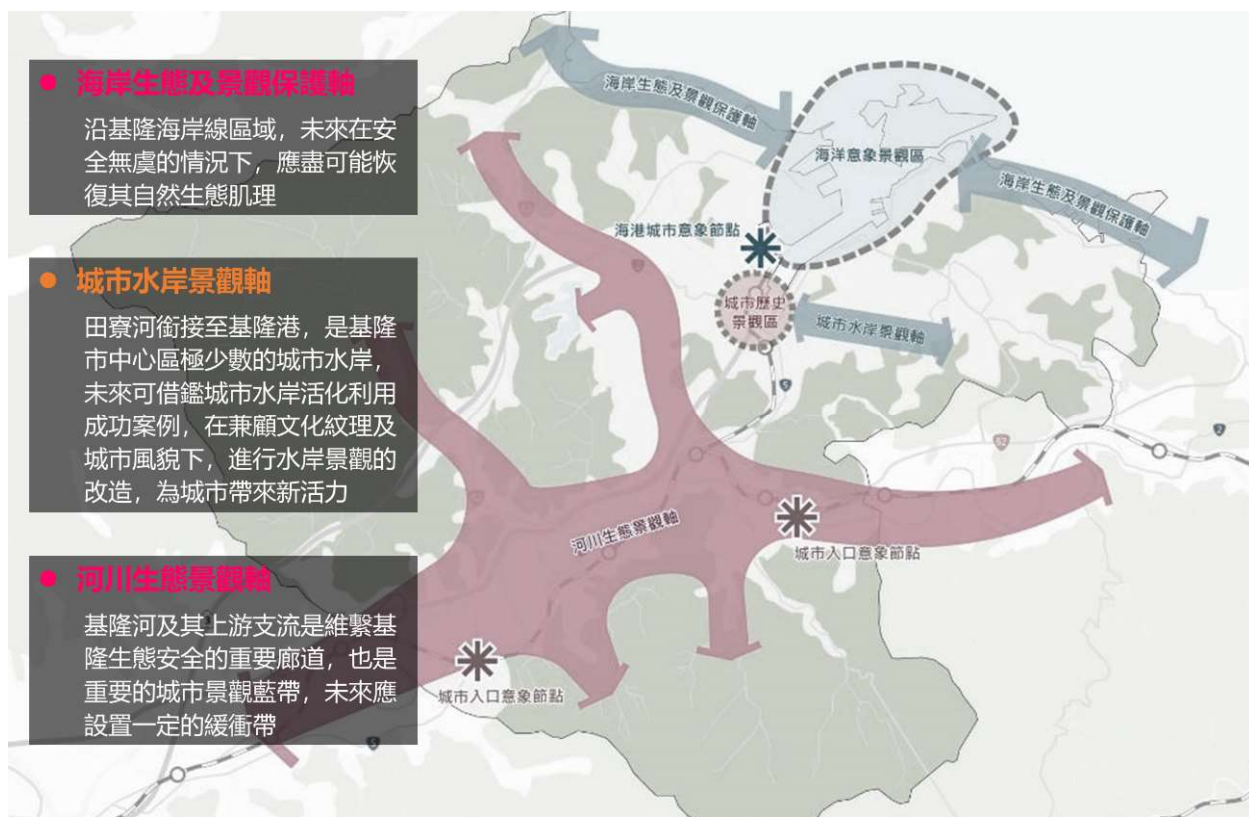 海岸生態及景觀保護軸
沿基隆海岸線區域，未來在安
全無虞的情況下，應盡可能恢
復其自然生態肌理
城市水岸景觀軸
田寮河銜接至基隆港，是基隆
市中心區極少數的城市水岸，
未來可借鑑城市水岸活化利用
成功案例，在兼顧文化紋理及
城市風貌下，進行水岸景觀的
改造，為城市帶來新活力
河川生態景觀軸
基隆河及其上游支流是維繫基
隆生態安全的重要廊道，也是
重要的城市景觀藍帶，未來應
設置一定的緩衝帶
海岸生態及景觀保護軸
海洋意象景觀區
海岸生態及景觀保護軸
海港城市意象節點
城市歷史
景觀區
城市水岸景觀軸
河川生態景觀軸
城市入口意象節點
城市入口意象節點
2
5
62
2
5